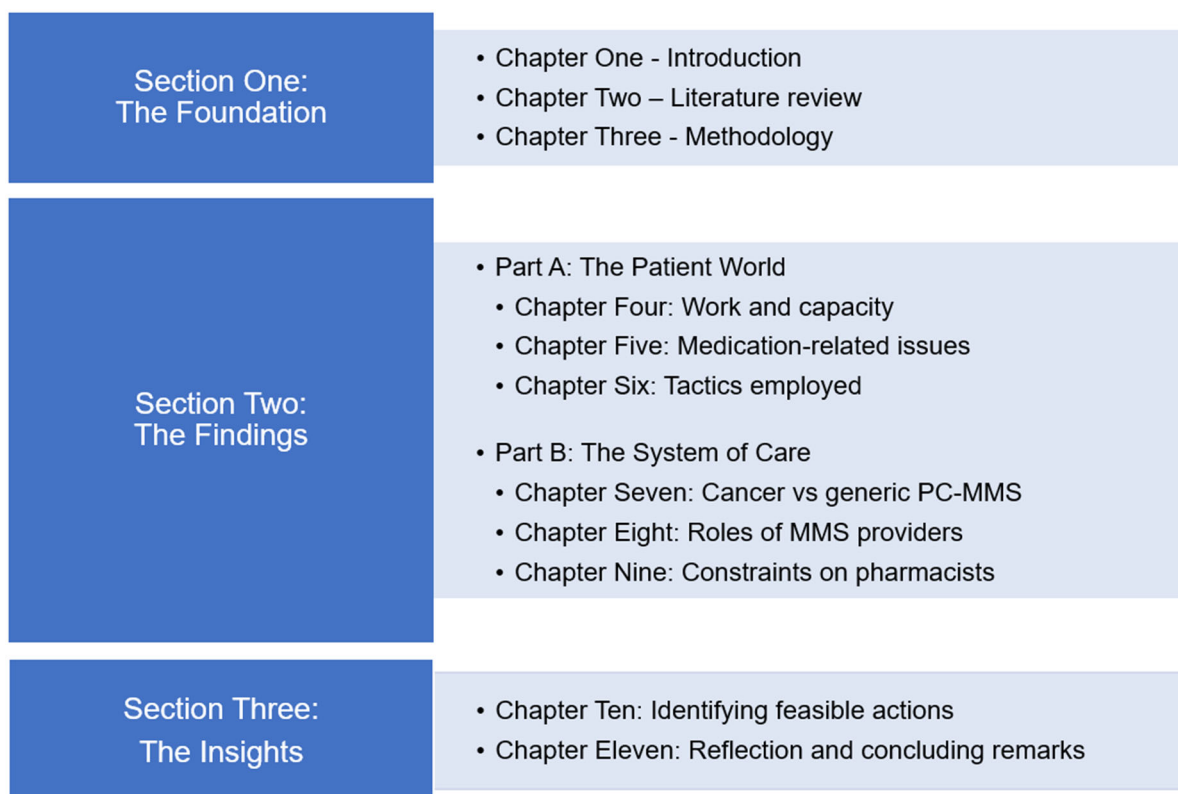 Section One:
The Foundation
• Chapter One - Introduction
• Chapter Two – Literature review
• Chapter Three - Methodology
Section Two:
The Findings
• Part A: The Patient World
• Chapter Four: Work and capacity
• Chapter Five: Medication-related issues
• Chapter Six: Tactics employed
• Part B: The System of Care
• Chapter Seven: Cancer vs generic PC-MMS
• Chapter Eight: Roles of MMS providers
• Chapter Nine: Constraints on pharmacists
Section Three:
The Insights
• Chapter Ten: Identifying feasible actions
• Chapter Eleven: Reflection and concluding remarks